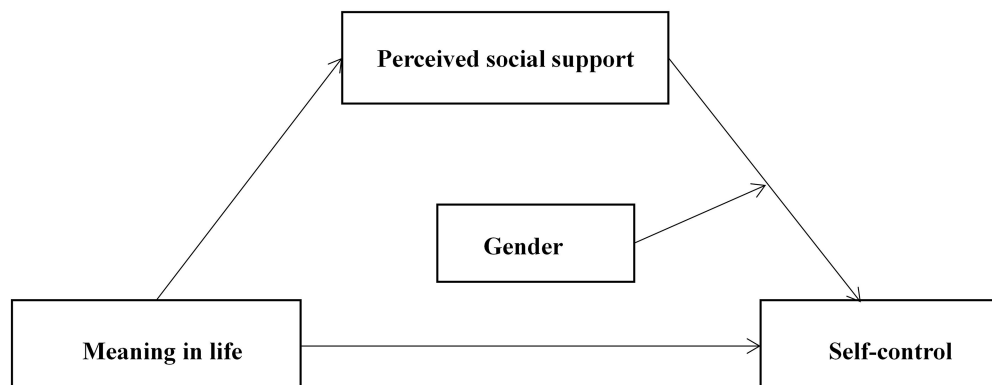 Perceived social support
Gender
Meaning in life
Self-control